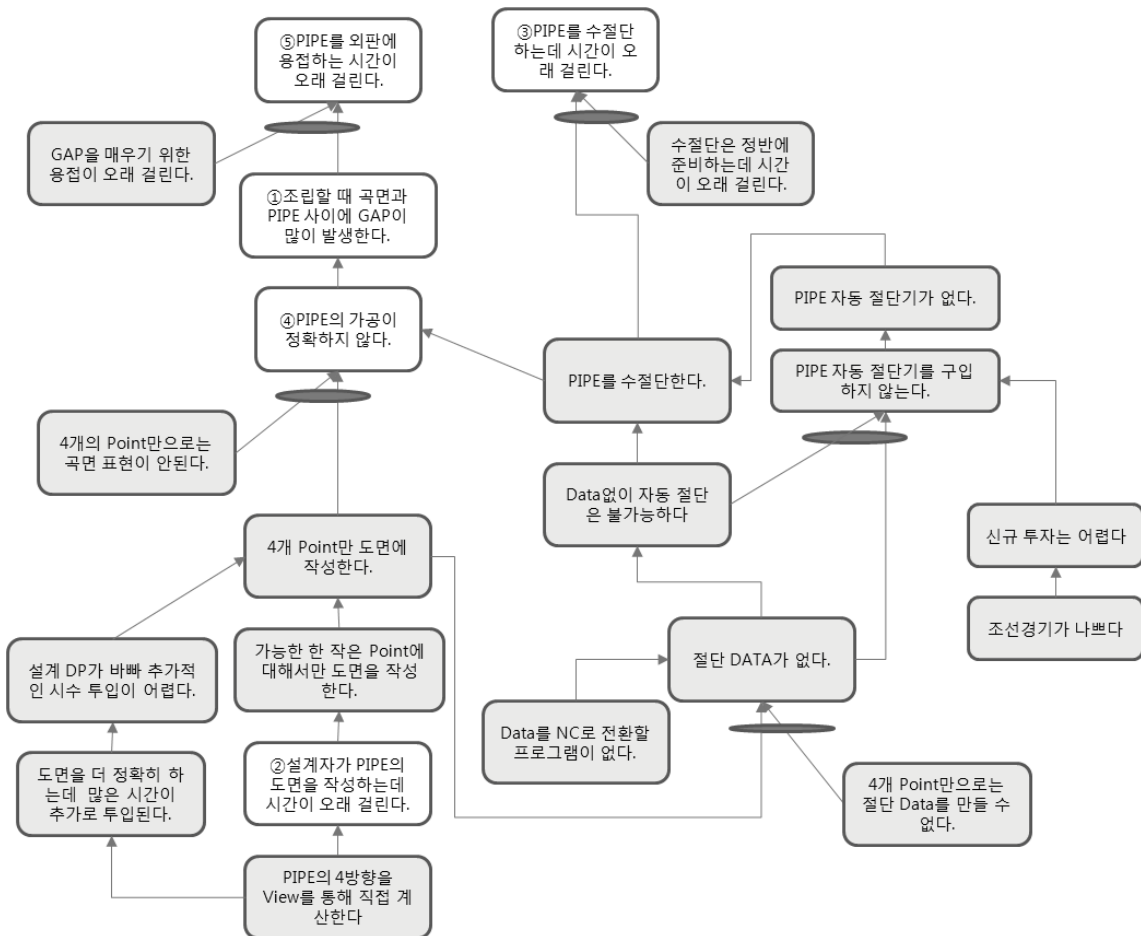 ⑤PIPE를 외판에
용접하는 시간이
오래 걸린다.
③PIPE를 수절단
하는데 시간이 오
래 걸린다.
GAP을 매우기 위한
용접이 오래 걸린다.
수절단은 정반에
준비하는데 시간
이 오래 걸린다.
①조립할 때 곡면과
PIPE 사이에 GAP이
많이 발생한다.
PIPE 자동 절단기가 없다.
④PIPE의 가공이
정확하지 않다.
PIPE를 수절단한다.
PIPE 자동 절단기를 구입
하지 않는다.
4개의 Point만으로는
곡면 표현이 안된다.
Data없이 자동 절단
은 불가능하다
4개 Point만 도면에
작성한다.
신규 투자는 어렵다
조선경기가 나쁘다
설계 DP가 바빠 추가적
인 시수 투입이 어렵다.
가능한 한 작은 Point에
대해서만 도면을 작성
한다.
절단 DATA가 없다.
Data를 NC로 전환할
프로그램이 없다.
도면을 더 정확히 하
는데 많은 시간이
추가로 투입된다.
②설계자가 PIPE의
도면을 작성하는데
시간이 오래 걸린다.
4개 Point만으로는
절단 Data를 만들 수
없다.
PIPE의 4방향을
View를 통해 직접 계
산한다